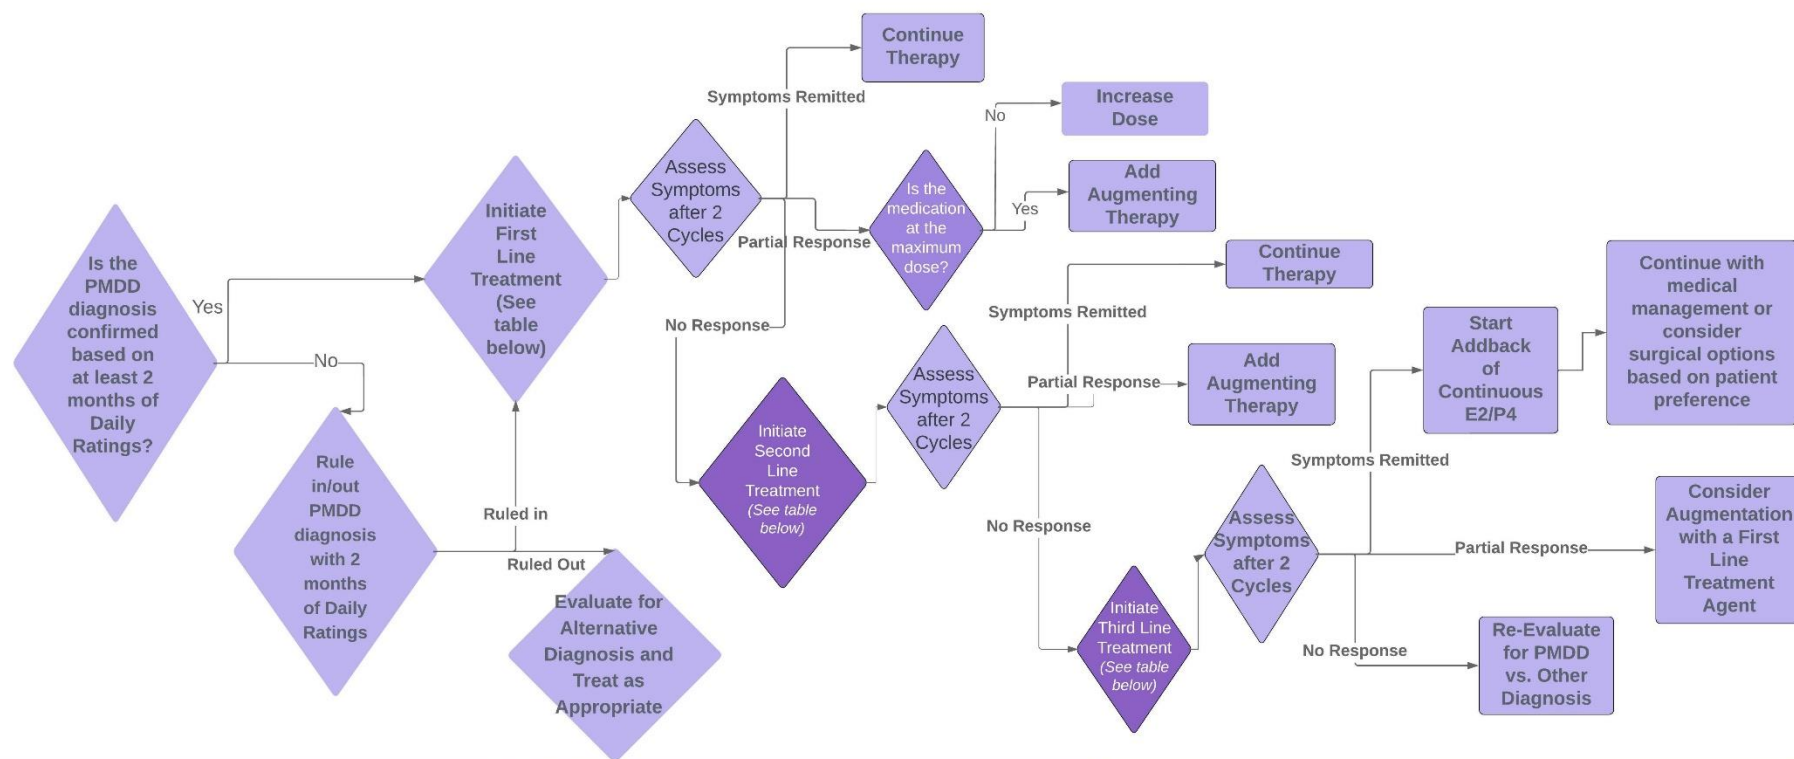 Is the
PMDD
diagnosis
confirmed
based on
at least 2
months of
Daily
Ratings?
Yes
No
Rule
in/out
PMDD
diagnosis
with 2
months
of Daily
Ratings
Ruled in
Ruled Out
Evaluate for
Alternative
Diagnosis and
Treat as
Appropriate
Initiate
First
Line
Treatment
(See
table
below)
Assess
Symptoms
after 2
Cycles
Symptoms Remitted
Continue
Therapy
Partial Response
Is the
medication
at the
maximum
dose?
No
Increase
Dose
Yes
Add
Augmenting
Therapy
No Response
Initiate
Second
Line
Treatment
(See table
below)
Assess
Symptoms
after 2
Cycles
Symptoms Remitted
Continue
Therapy
Partial Response
Add
Augmenting
Therapy
No Response
Initiate
Third Line
Treatment
(See table
below)
Assess
Symptoms
after 2
Cycles
Symptoms Remitted
Start
Addback
of
Continuous
E2/P4
Continue with
medical
management or
consider
surgical options
based on patient
preference
Partial Response
Consider
Augmentation
with a First
Line
Treatment
Agent
No Response
Re-Evaluate
for PMDD
vs. Other
Diagnosis